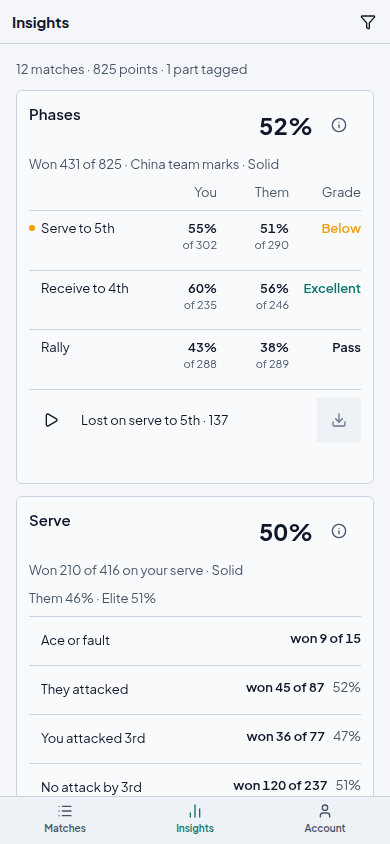 Insights
12 matches · 825 points · 1 part tagged
Phases
52%
Won 431 of 825 · China team marks · Solid
You Them Grade
Serve to 5th 55% 51% Below
of 302 of 290
Receive to 4th 60% 56% Excellent
of 235 of 246
Rally 43% 38% Pass
of 288 of 289
Lost on serve to 5th · 137
Serve
50%
Won 210 of 416 on your serve · Solid
Them 46% · Elite 51%
Ace or fault won 9 of 15
They attacked won 45 of 87 52%
You attacked 3rd won 36 of 77 47%
No attack by 3rd won 120 of 237 51%
Matches Insights Account